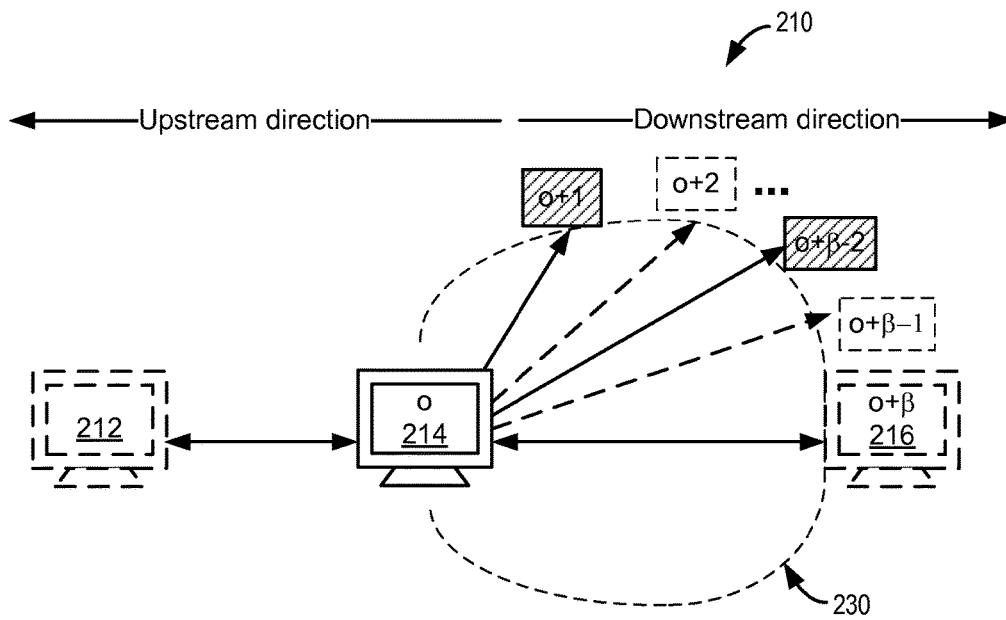 210
Upstream direction
Downstream direction
o+1
o+2
...
o+β-2
o+β–1
212
o
214
o+β
216
230